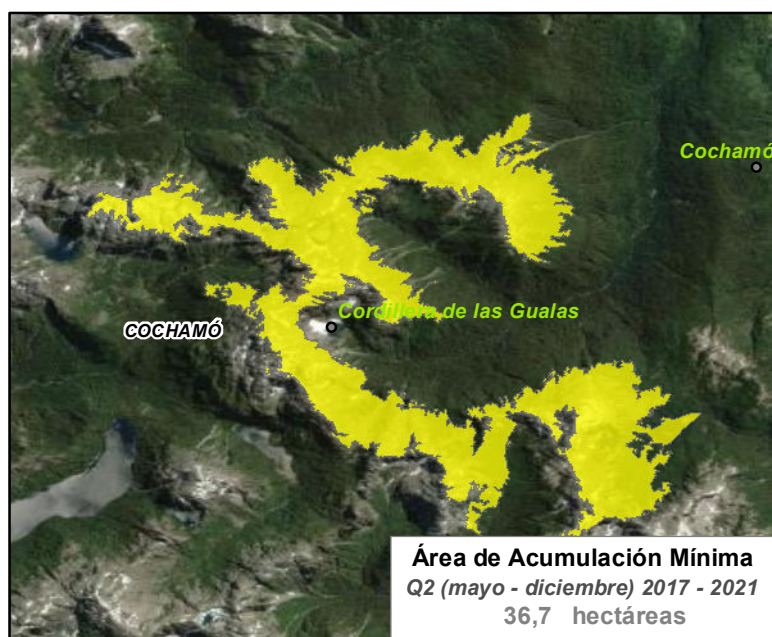 Cochamó
Cordillera de las Gualas
COCHAMÓ
Área de Acumulación Mínima
Q2 (mayo - diciembre) 2017 - 2021
36,7 hectáreas